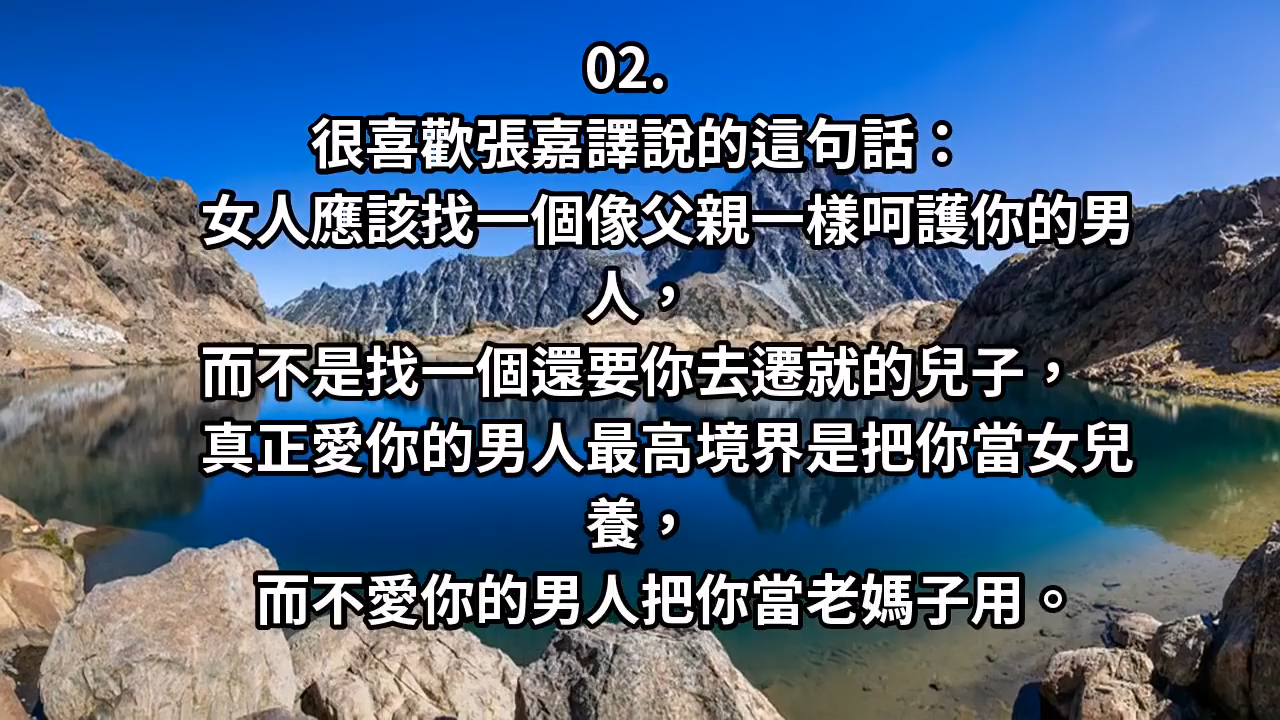 02.
很喜歡張嘉譯說的這句話：
女人應該找一個像父親一樣呵護你的男
人，
而不是找一個還要你去遷就的兒子，
真正愛你的男人最高境界是把你當女兒
養，
而不愛你的男人把你當老媽子用。